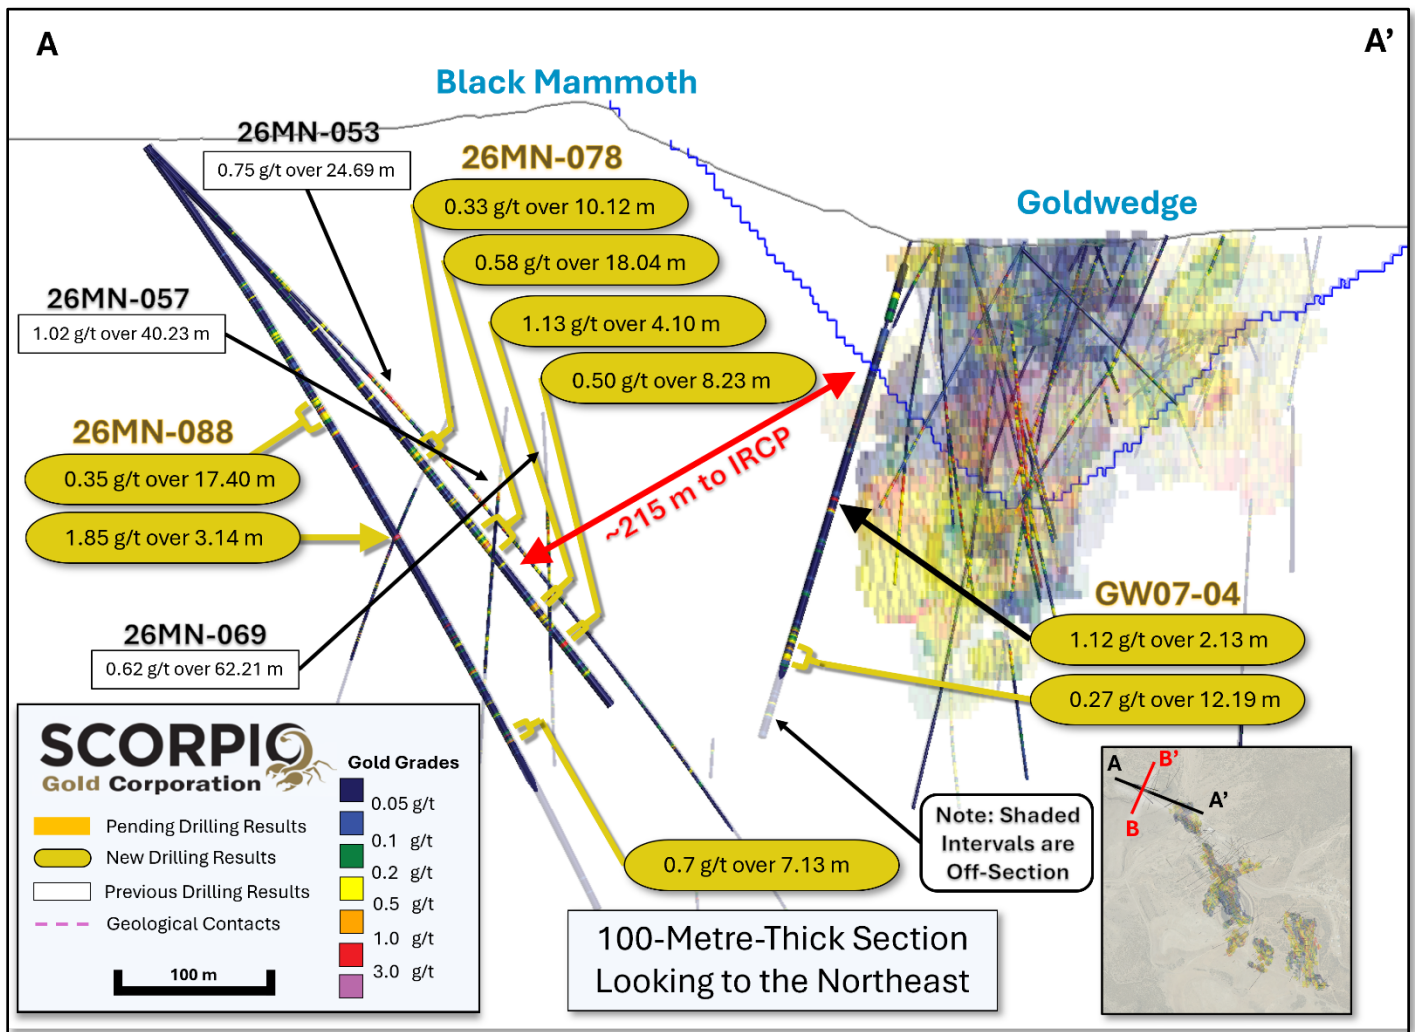 A
A’
Black Mammoth
26MN-053
0.75 g/t over 24.69 m
26MN-078
0.33 g/t over 10.12 m
0.58 g/t over 18.04 m
1.13 g/t over 4.10 m
0.50 g/t over 8.23 m
Goldwedge
26MN-057
1.02 g/t over 40.23 m
26MN-088
0.35 g/t over 17.40 m
1.85 g/t over 3.14 m
~215 m to IRCP
26MN-069
0.62 g/t over 62.21 m
GW07-04
1.12 g/t over 2.13 m
0.27 g/t over 12.19 m
0.7 g/t over 7.13 m
Note: Shaded
Intervals are
Off-Section
SCORPIO
Gold Corporation
Pending Drilling Results
New Drilling Results
Previous Drilling Results
Geological Contacts
100 m
Gold Grades
0.05 g/t
0.1 g/t
0.2 g/t
0.5 g/t
1.0 g/t
3.0 g/t
100-Metre-Thick Section
Looking to the Northeast
A
B’
A’
B